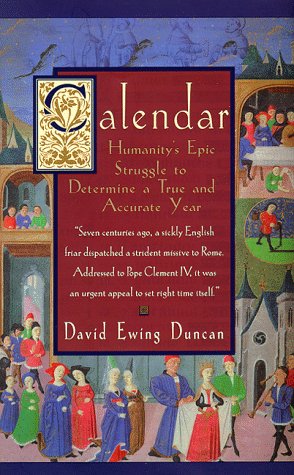 Calendar
Humanity's Epic
Struggle to
Determine a True and
Accurate Year
"Seven centuries ago, a sickly English
friar dispatched a strident missive to Rome.
Addressed to Pope Clement IV, it was
an urgent appeal to set right time itself."
David Ewing Duncan